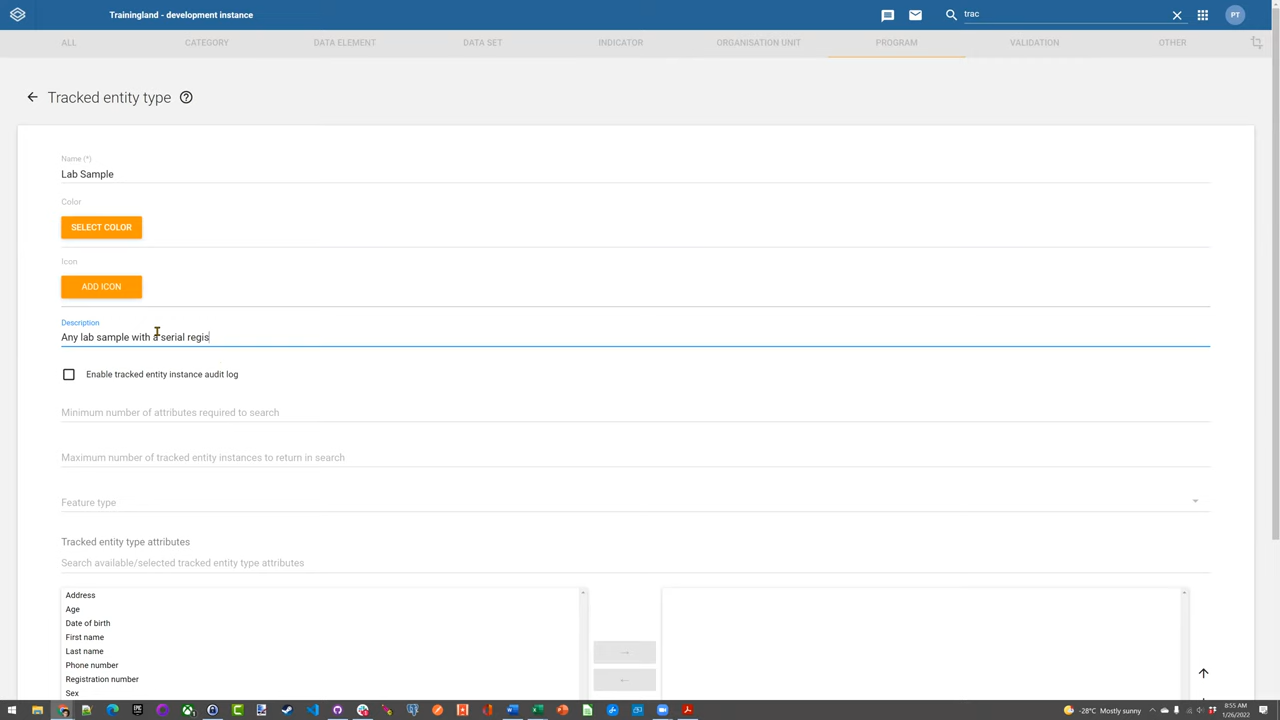 Trainingland - development instance
trac
PT
ALL
CATEGORY
DATA ELEMENT
DATA SET
INDICATOR
ORGANISATION UNIT
PROGRAM
VALIDATION
OTHER
Tracked entity type
Name (*)
Lab Sample
Color
SELECT COLOR
Icon
ADD ICON
Description
Any lab sample with a serial regis
Enable tracked entity instance audit log
Minimum number of attributes required to search
Maximum number of tracked entity instances to return in search
Feature type
Tracked entity type attributes
Search available/selected tracked entity type attributes
Address
Age
Date of birth
First name
Last name
Phone number
Registration number
Sex
-28°C Mostly sunny
8:55 AM
1/26/2022